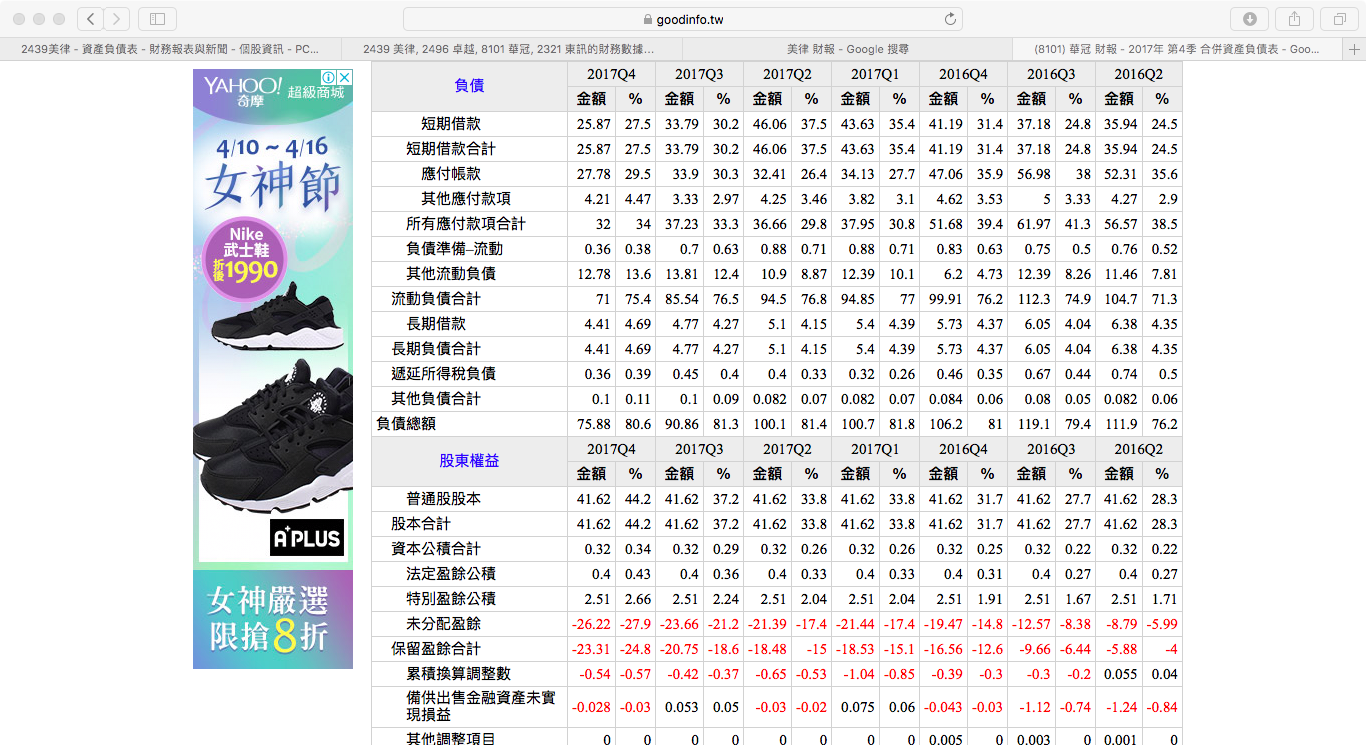 goodinfo.tw
2439美律 - 資產負債表 - 財務報表與新聞 - 個股資訊 - PC...
2439 美律, 2496 卓越, 8101 華冠, 2321 東訊的財務數據...
美律 財報 - Google 搜尋
(8101) 華冠 財報 - 2017年 第4季 合併資產負債表 - Goo...
YAHOO!
奇摩 超級商城
4/10 ~ 4/16
女神節
Nike
武士鞋
折後1990
A+PLUS
女神嚴選
限搶8折
負債 2017Q4 2017Q3 2017Q2 2017Q1 2016Q4 2016Q3 2016Q2
金額 % 金額 % 金額 % 金額 % 金額 % 金額 % 金額 %
短期借款 25.87 27.5 33.79 30.2 46.06 37.5 43.63 35.4 41.19 31.4 37.18 24.8 35.94 24.5
短期借款合計 25.87 27.5 33.79 30.2 46.06 37.5 43.63 35.4 41.19 31.4 37.18 24.8 35.94 24.5
應付帳款 27.78 29.5 33.9 30.3 32.41 26.4 34.13 27.7 47.06 35.9 56.98 38 52.31 35.6
其他應付款項 4.21 4.47 3.33 2.97 4.25 3.46 3.82 3.1 4.62 3.53 5 3.33 4.27 2.9
所有應付款項合計 32 34 37.23 33.3 36.66 29.8 37.95 30.8 51.68 39.4 61.97 41.3 56.57 38.5
負債準備–流動 0.36 0.38 0.7 0.63 0.88 0.71 0.88 0.71 0.83 0.63 0.75 0.5 0.76 0.52
其他流動負債 12.78 13.6 13.81 12.4 10.9 8.87 12.39 10.1 6.2 4.73 12.39 8.26 11.46 7.81
流動負債合計 71 75.4 85.54 76.5 94.5 76.8 94.85 77 99.91 76.2 112.3 74.9 104.7 71.3
長期借款 4.41 4.69 4.77 4.27 5.1 4.15 5.4 4.39 5.73 4.37 6.05 4.04 6.38 4.35
長期負債合計 4.41 4.69 4.77 4.27 5.1 4.15 5.4 4.39 5.73 4.37 6.05 4.04 6.38 4.35
遞延所得稅負債 0.36 0.39 0.45 0.4 0.4 0.33 0.32 0.26 0.46 0.35 0.67 0.44 0.74 0.5
其他負債合計 0.1 0.11 0.1 0.09 0.082 0.07 0.082 0.07 0.084 0.06 0.08 0.05 0.082 0.06
負債總額 75.88 80.6 90.86 81.3 100.1 81.4 100.7 81.8 106.2 81 119.1 79.4 111.9 76.2
股東權益 2017Q4 2017Q3 2017Q2 2017Q1 2016Q4 2016Q3 2016Q2
金額 % 金額 % 金額 % 金額 % 金額 % 金額 % 金額 %
普通股股本 41.62 44.2 41.62 37.2 41.62 33.8 41.62 33.8 41.62 31.7 41.62 27.7 41.62 28.3
股本合計 41.62 44.2 41.62 37.2 41.62 33.8 41.62 33.8 41.62 31.7 41.62 27.7 41.62 28.3
資本公積合計 0.32 0.34 0.32 0.29 0.32 0.26 0.32 0.26 0.32 0.25 0.32 0.22 0.32 0.22
法定盈餘公積 0.4 0.43 0.4 0.36 0.4 0.33 0.4 0.33 0.4 0.31 0.4 0.27 0.4 0.27
特別盈餘公積 2.51 2.66 2.51 2.24 2.51 2.04 2.51 2.04 2.51 1.91 2.51 1.67 2.51 1.71
未分配盈餘 -26.22 -27.9 -23.66 -21.2 -21.39 -17.4 -21.44 -17.4 -19.47 -14.8 -12.57 -8.38 -8.79 -5.99
保留盈餘合計 -23.31 -24.8 -20.75 -18.6 -18.48 -15 -18.53 -15.1 -16.56 -12.6 -9.66 -6.44 -5.88 -4
累積換算調整數 -0.54 -0.57 -0.42 -0.37 -0.65 -0.53 -1.04 -0.85 -0.39 -0.3 -0.3 -0.2 0.055 0.04
備供出售金融資產未實
現損益 -0.028 -0.03 0.053 0.05 -0.03 -0.02 0.075 0.06 -0.043 -0.03 -1.12 -0.74 -1.24 -0.84
其他調整項目 0 0 0 0 0 0 0 0 0.005 0 0.003 0 0.001 0